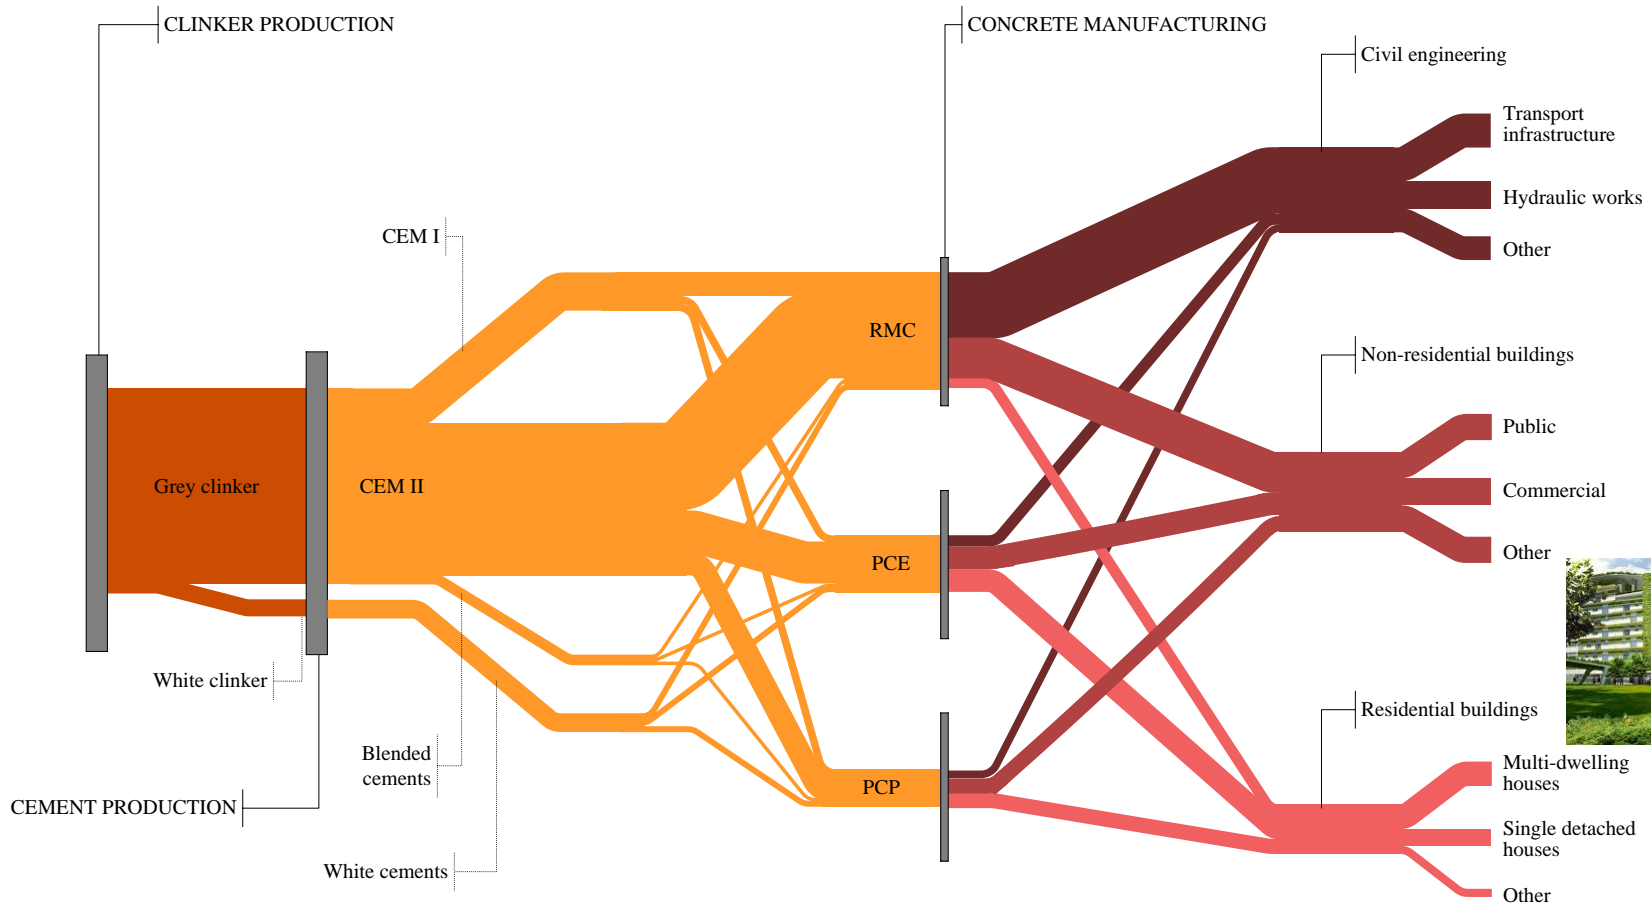 CLINKER PRODUCTION
CONCRETE MANUFACTURING
Civil engineering
Transport
infrastructure
Hydraulic works
Other
CEM I
RMC
Non-residential buildings
Public
Commercial
Other
Grey clinker
CEM II
PCE
White clinker
Residential buildings
Blended
cements
PCP
Multi-dwelling
houses
CEMENT PRODUCTION
Single detached
houses
White cements
Other